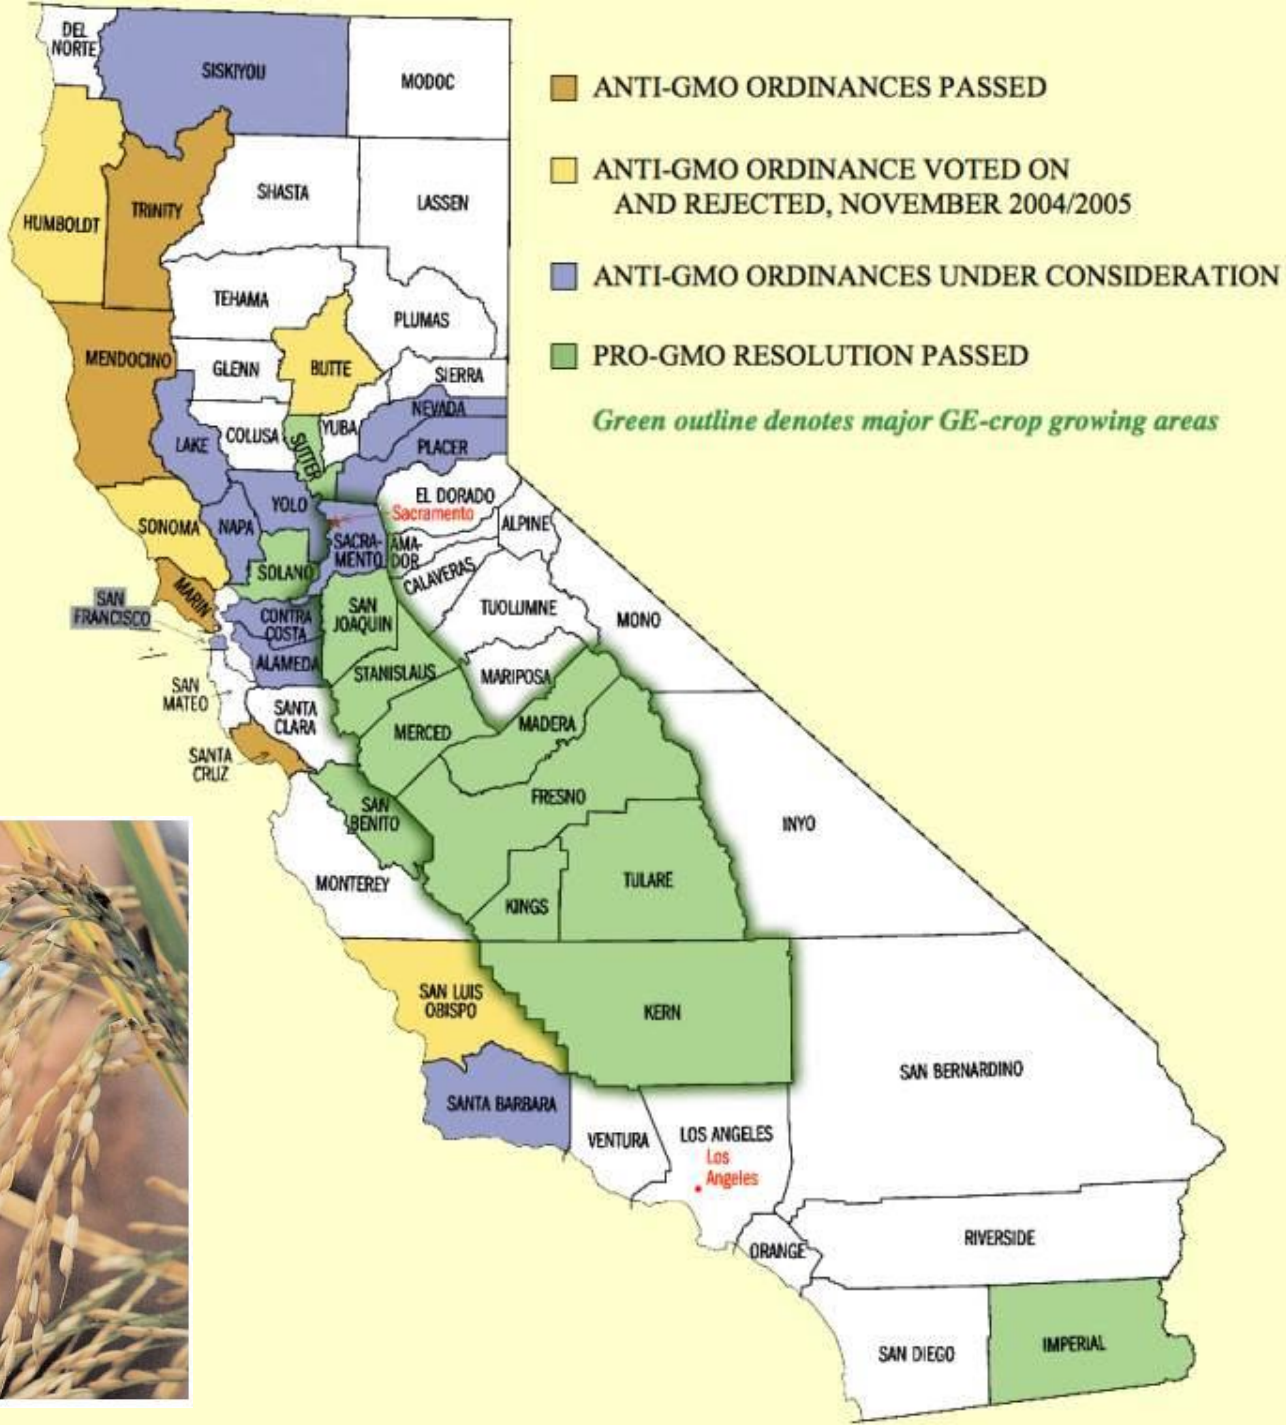 DEL
NORTE
SISKIYOU
MODOC
ANTI-GMO ORDINANCES PASSED
ANTI-GMO ORDINANCE VOTED ON
AND REJECTED, NOVEMBER 2004/2005
ANTI-GMO ORDINANCES UNDER CONSIDERATION
PRO-GMO RESOLUTION PASSED
Green outline denotes major GE-crop growing areas
HUMBOLDT
TRINITY
SHASTA
LASSEN
TEHAMA
PLUMAS
MENDOCINO
GLENN
BUTTE
SIERRA
NEVADA
LAKE
COLUSA
SUTTER
YUBA
PLACER
EL DORADO
Sacramento
YOLO
SONOMA
NAPA
ALPINE
SACRA-
MENTO
AMA-
DOR
SOLANO
CALAVERAS
MARIN
SAN
FRANCISCO
CONTRA
COSTA
SAN
JOAQUIN
TUOLUMNE
MONO
ALAMEDA
STANISLAUS
MARIPOSA
SAN
MATEO
SANTA
CLARA
MERCED
MADERA
SANTA
CRUZ
SAN
BENITO
FRESNO
INYO
MONTEREY
KINGS
TULARE
SAN LUIS
OBISPO
KERN
SAN BERNARDINO
SANTA BARBARA
VENTURA
LOS ANGELES
Los
Angeles
ORANGE
RIVERSIDE
SAN DIEGO
IMPERIAL